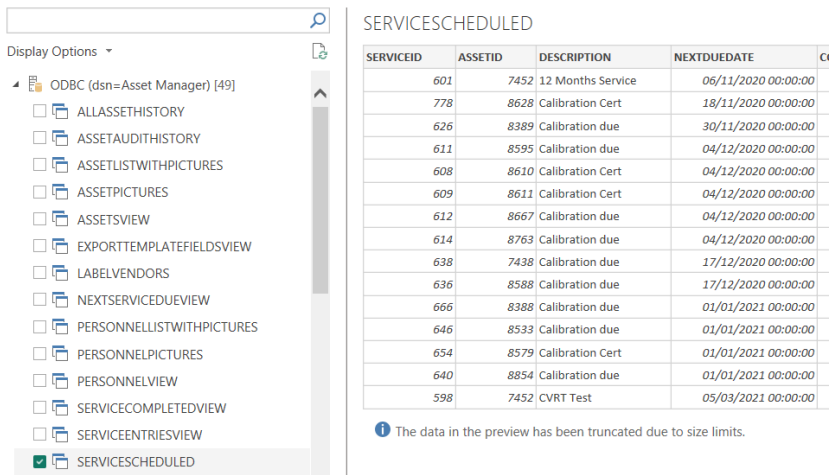 Display Options
ODBC (dsn=Asset Manager) [49]
ALLASSETHISTORY
ASSETAUDITHISTORY
ASSETLISTWITHPICTURES
ASSETPICTURES
ASSETSVIEW
EXPORTTEMPLATEFIELDSVIEW
LABELVENDORS
NEXTSERVICEDUEVIEW
PERSONNELLISTWITHPICTURES
PERSONNELPICTURES
PERSONNELVIEW
SERVICECOMPLETEDVIEW
SERVICEENTRIESVIEW
SERVICESCHEDULED
SERVICESCHEDULED
SERVICEID ASSETID DESCRIPTION NEXTDUEDATE
601 7452 12 Months Service 06/11/2020 00:00:00
778 8628 Calibration Cert 18/11/2020 00:00:00
626 8389 Calibration due 30/11/2020 00:00:00
611 8595 Calibration due 04/12/2020 00:00:00
608 8610 Calibration Cert 04/12/2020 00:00:00
609 8611 Calibration Cert 04/12/2020 00:00:00
612 8667 Calibration due 04/12/2020 00:00:00
614 8763 Calibration due 04/12/2020 00:00:00
638 7438 Calibration due 17/12/2020 00:00:00
636 8588 Calibration due 17/12/2020 00:00:00
666 8388 Calibration due 01/01/2021 00:00:00
646 8533 Calibration due 01/01/2021 00:00:00
654 8579 Calibration Cert 01/01/2021 00:00:00
640 8854 Calibration due 01/01/2021 00:00:00
598 7452 CVRT Test 05/03/2021 00:00:00
The data in the preview has been truncated due to size limits.